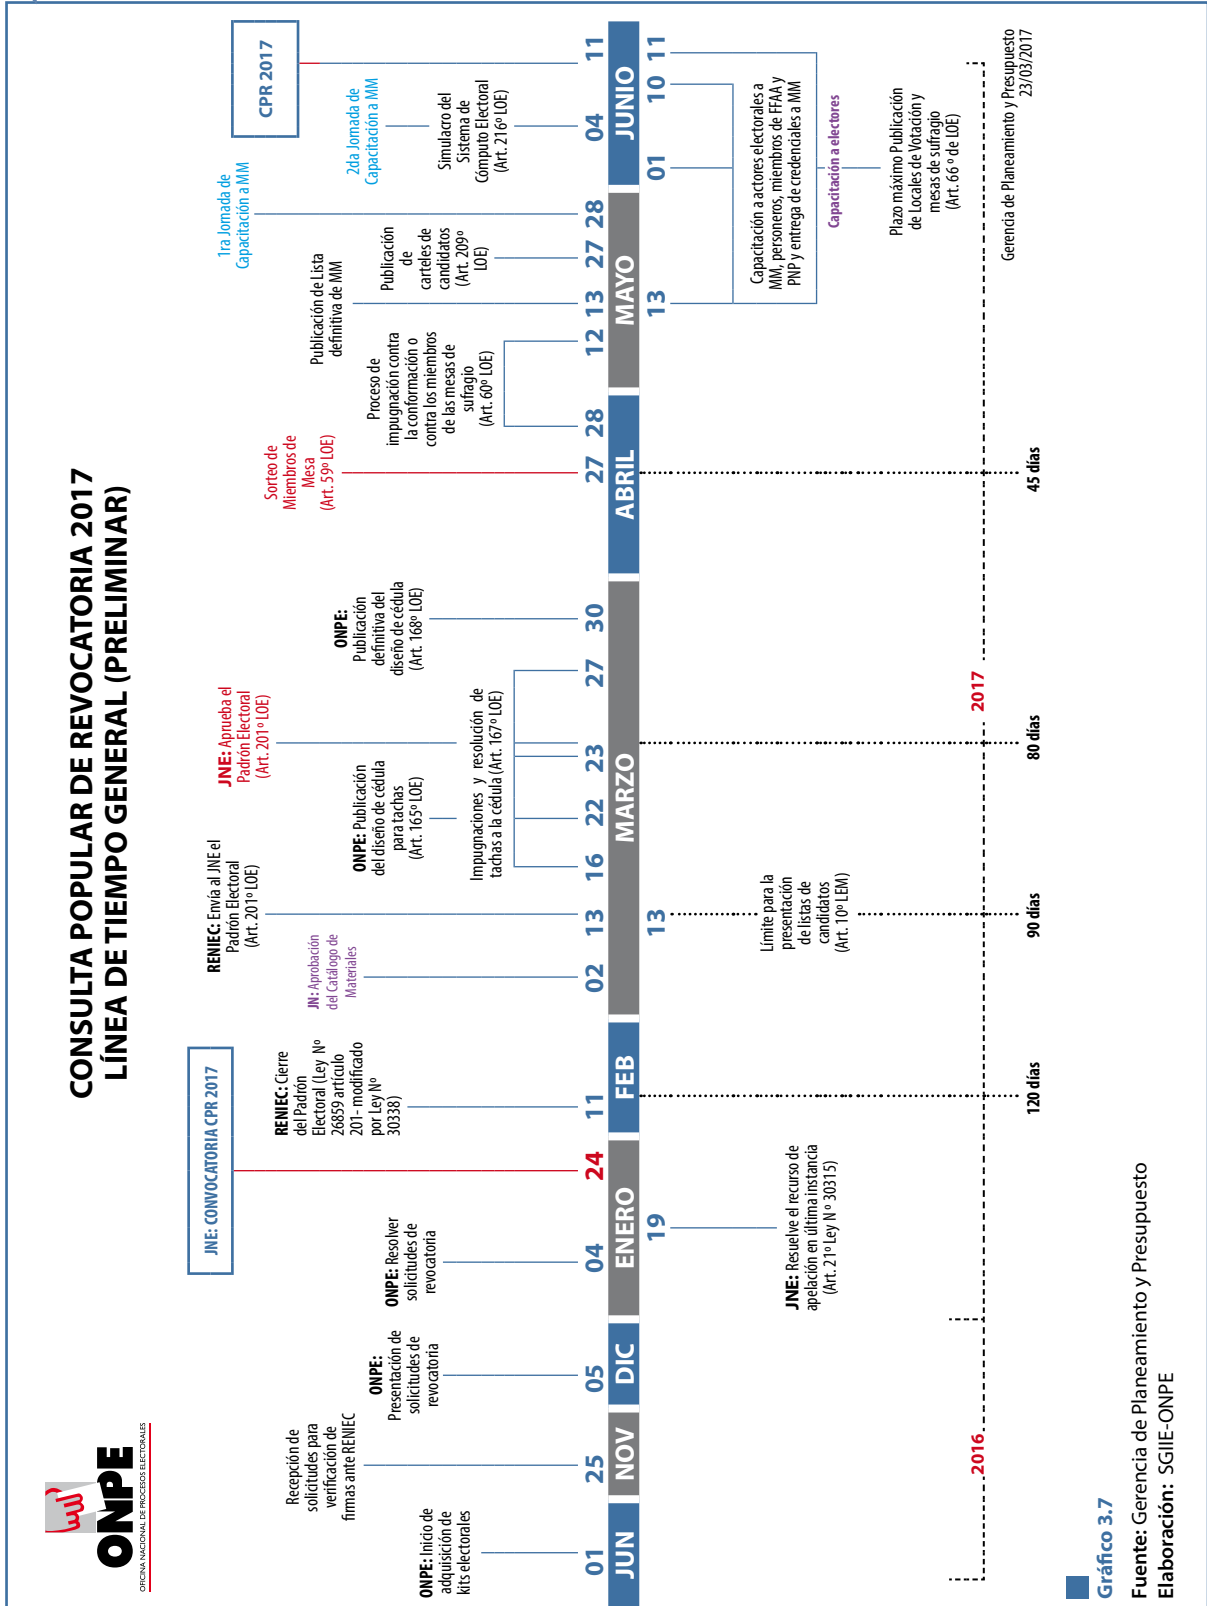 ONPE
OFICINA NACIONAL DE PROCESOS ELECTORALES
CONSULTA POPULAR DE REVOCATORIA 2017
LÍNEA DE TIEMPO GENERAL (PRELIMINAR)
JNE: CONVOCATORIA CPR 2017
CPR 2017
ONPE: Inicio de
adquisición de
kits electorales
Recepción de
solicitudes para
verificación de
firmas ante RENIEC
ONPE:
Presentación de
solicitudes de
revocatoria
ONPE: Resolver
solicitudes de
revocatoria
RENIEC: Cierre
del Padrón
Electoral (Ley Nº
26859 artículo
201- modificado
por Ley Nº
30338)
JN: Aprobación
del Catálogo de
Materiales
RENIEC: Envía al JNE el
Padrón Electoral
(Art. 201º LOE)
ONPE: Publicación
del diseño de cédula
para tachas
(Art. 165º LOE)
JNE: Aprueba el
Padrón Electoral
(Art. 201º LOE)
Impugnaciones y resolución de
tachas a la cédula (Art. 167º LOE)
ONPE:
Publicación
definitiva del
diseño de cédula
(Art. 168º LOE)
Sorteo de
Miembros de
Mesa
(Art. 59º LOE)
Proceso de
impugnación contra
la conformación o
contra los miembros
de las mesas de
sufragio
(Art. 60º LOE)
Publicación de Lista
definitiva de MM
Publicación
de
carteles de
candidatos
(Art. 209º
LOE)
1ra Jornada de
Capacitación a MM
2da Jornada de
Capacitación a MM
Simulacro del
Sistema de
Cómputo Electoral
(Art. 216º LOE)
01 25 05 04 24 11 02 13 16 22 23 27 30 27 28 12 13 27 28 04 11
JUN NOV DIC ENERO FEB MARZO ABRIL MAYO JUNIO
19 13 13 01 10 11
JNE: Resuelve el recurso de
apelación en última instancia
(Art. 21º Ley Nº 30315)
Límite para la
presentación
de listas de
candidatos
(Art. 10º LEM)
Capacitación a actores electorales a
MM, personeros, miembros de FFAA y
PNP y entrega de credenciales a MM
Capacitación a electores
Plazo máximo Publicación
de Locales de Votación y
mesas de sufragio
(Art. 66 º de LOE)
2016 2017
120 días 90 días 80 días 45 días
Gerencia de Planeamiento y Presupuesto
23/03/2017
Gráfico 3.7
Fuente: Gerencia de Planeamiento y Presupuesto
Elaboración: SGIIE-ONPE